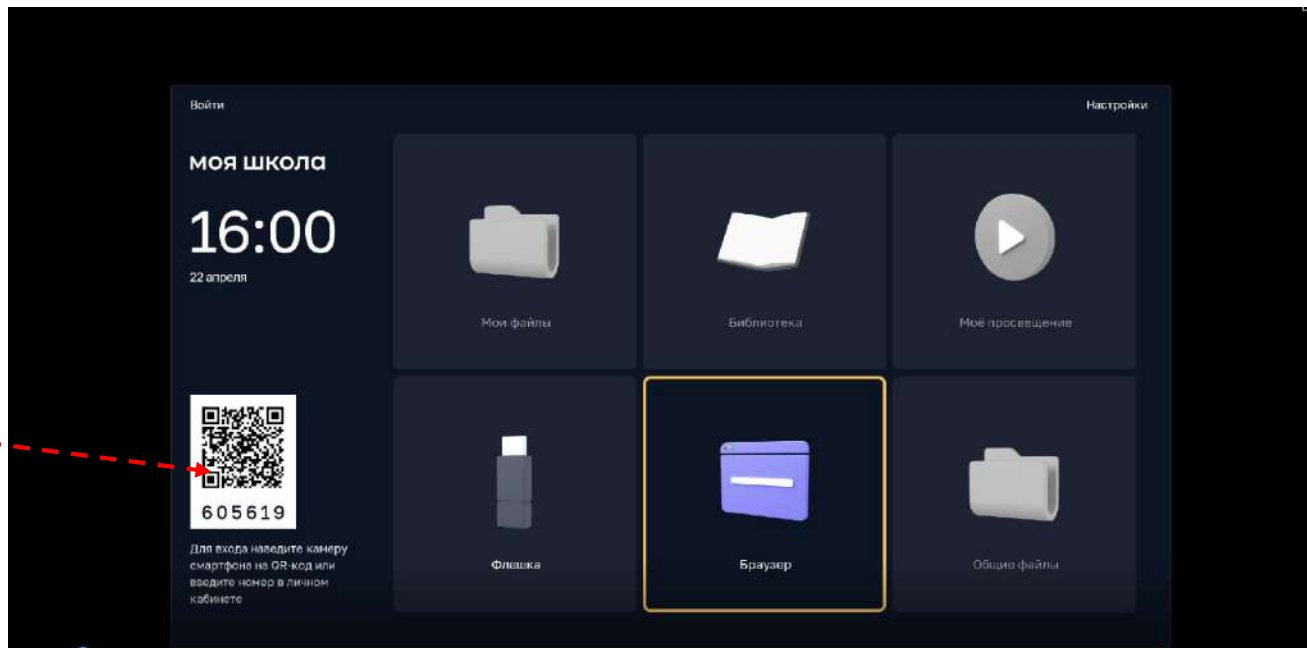 Войти
Настройки
моя школа
16:00
22 апреля
Мои файлы
Библиотека
Моё просвещение
605619
Для входа наведите камеру
смартфона на QR-код или
введите номер в личном
кабинете
Флешка
Браузер
Общие файлы